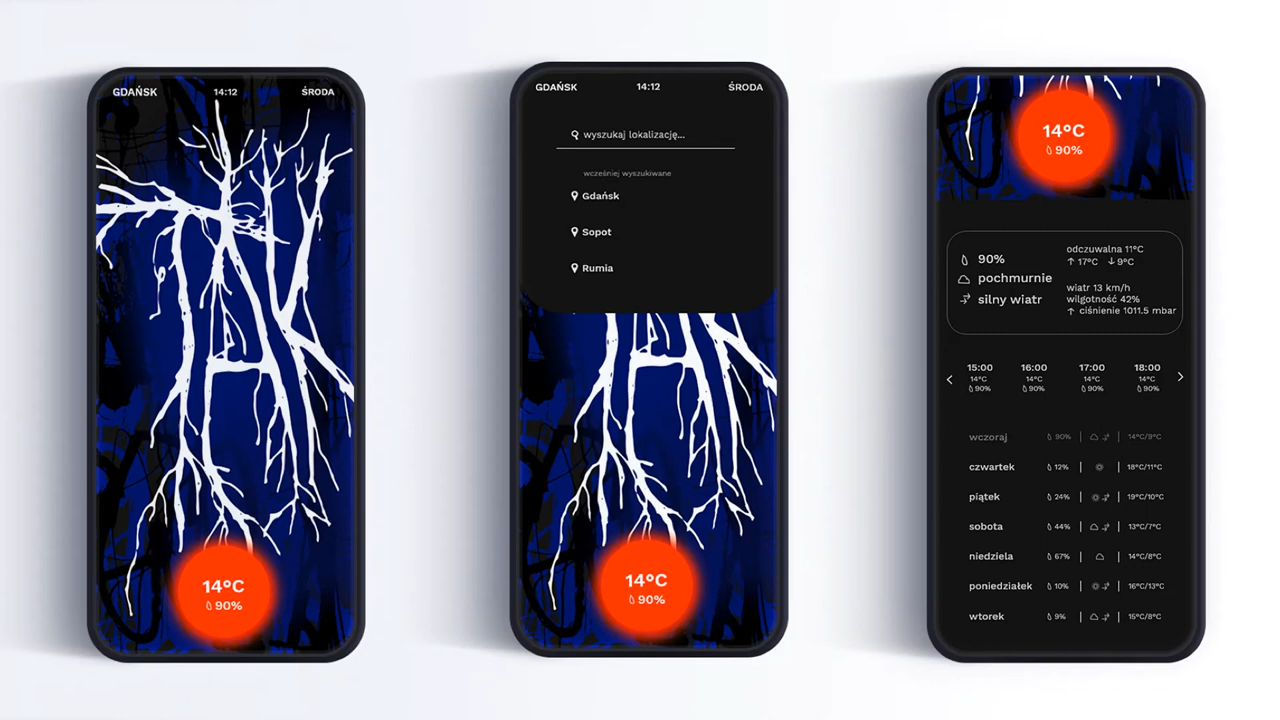 GDAŃSK 14:12 ŚRODA
TAK
14°C
90%
GDAŃSK 14:12 ŚRODA
wyszukaj lokalizację...
wcześniej wyszukiwane
Gdańsk
Sopot
Rumia
14°C
90%
14°C
90%
90%
pochmurnie
silny wiatr
odczuwalna 11°C
↑ 17°C ↓ 9°C
wiatr 13 km/h
wilgotność 42%
↑ ciśnienie 1011.5 mbar
< 15:00 16:00 17:00 18:00 >
14°C 14°C 14°C 14°C
90% 90% 90% 90%
wczoraj 90% | | 14°C/9°C
czwartek 12% | | 18°C/11°C
piątek 24% | | 19°C/10°C
sobota 44% | | 13°C/7°C
niedziela 67% | | 14°C/8°C
poniedziałek 10% | | 16°C/13°C
wtorek 9% | | 15°C/8°C